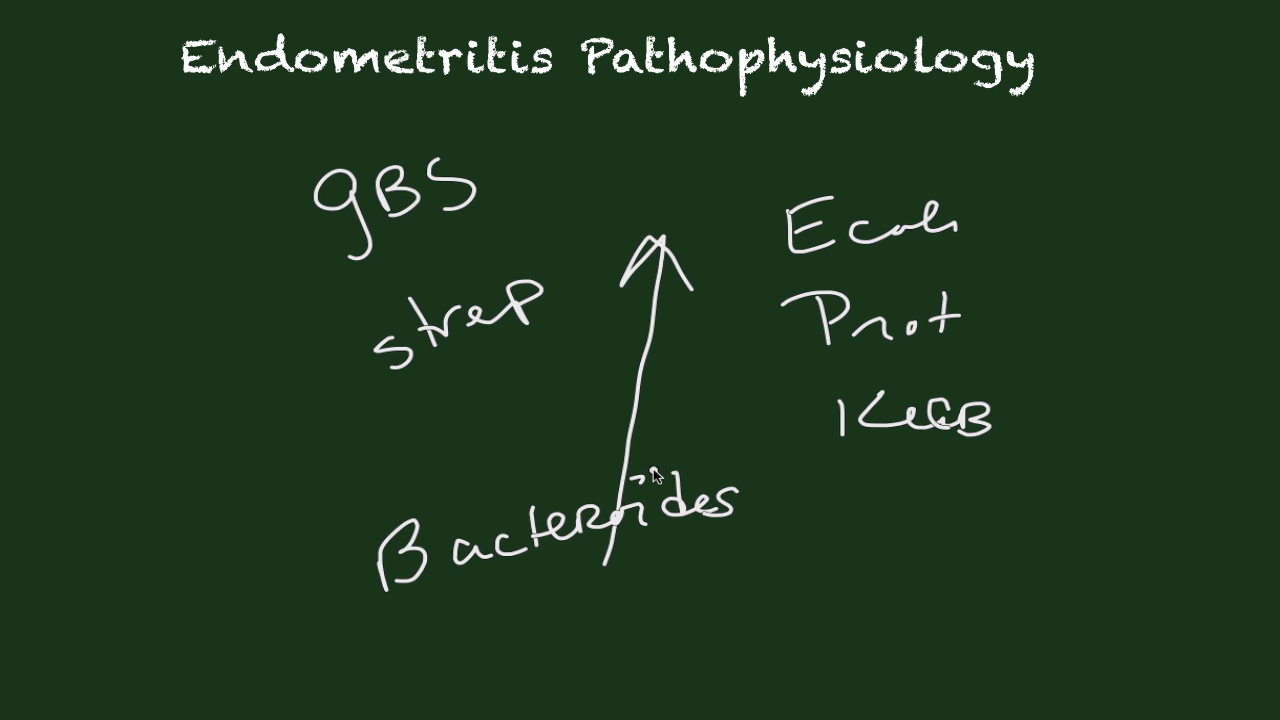 Endometritis Pathophysiology
gBS
strep
Ecoli
Prot
KleB
Bacteroides